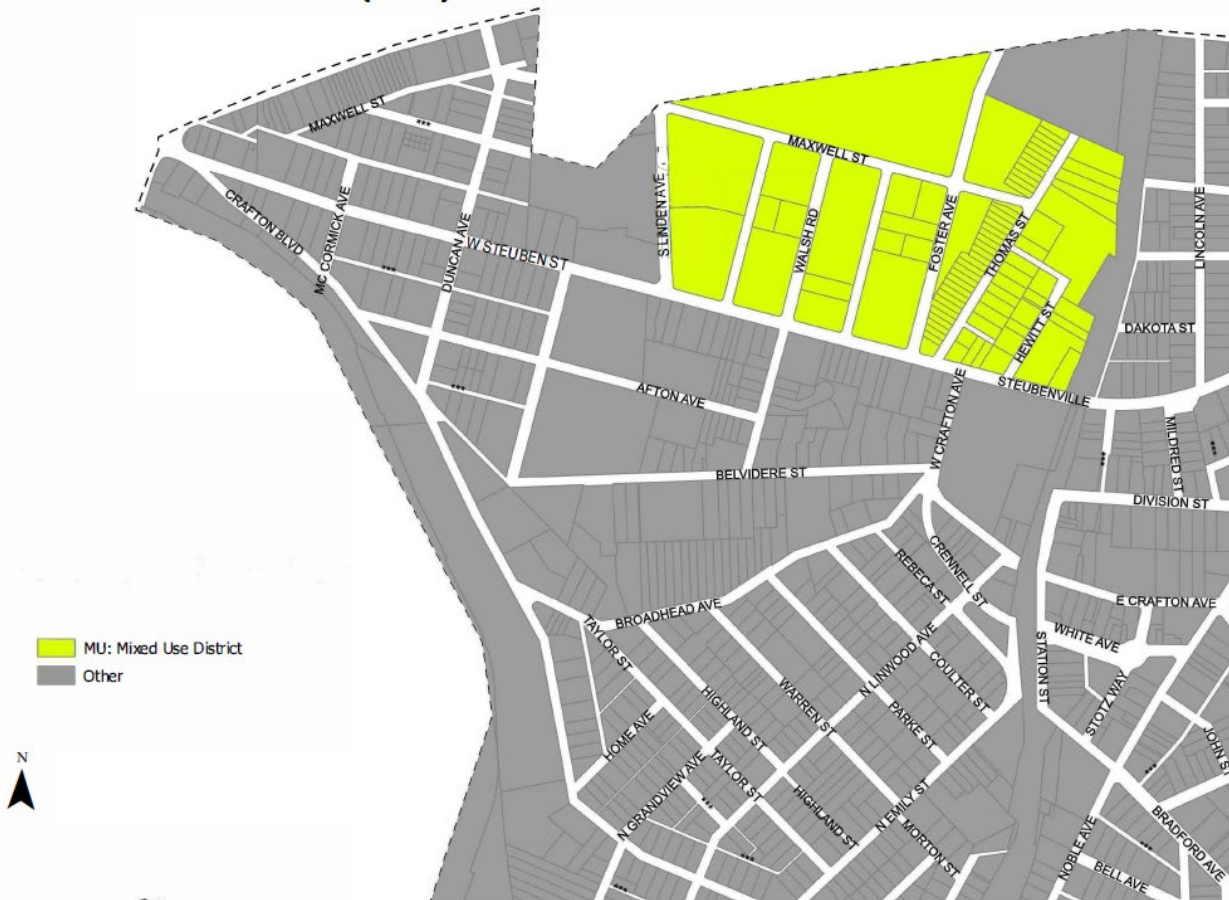 MAXWELL ST
***
MAXWELL ST
CRAFTON BLVD
MC CORMICK AVE
***
DUNCAN AVE
W STEUBEN ST
S LINDEN AVE
WALSH RD
FOSTER AVE
THOMAS ST
HEWITT ST
LINCOLN AVE
DAKOTA ST
STEUBENVILLE
***
AFTON AVE
W CRAFTON AVE
MILDRED ST
***
***
BELVIDERE ST
DIVISION ST
CRENNELL ST
REBECA ST
E CRAFTON AVE
BROADHEAD AVE
TAYLOR ST
WHITE AVE
STATION ST
MU: Mixed Use District
Other
N LINWOOD AVE
COULTER ST
HIGHLAND ST
WARREN ST
PARKE ST
STOTZ WAY
HOME AVE
JOHN S
N
N GRANDVIEW AVE
TAYLOR ST
***
***
HIGHLAND ST
N EMILY ST
MORTON ST
BRADFORD AVE
NOBLE AVE
***
***
***
BELL AVE